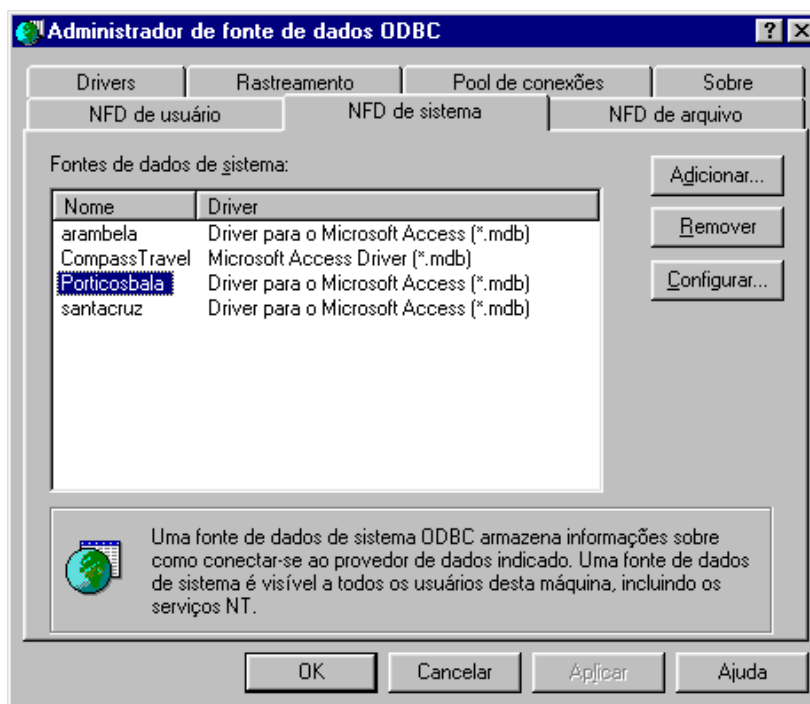 Administrador de fonte de dados ODBC
Drivers Rastreamento Pool de conexões Sobre
NFD de usuário NFD de sistema NFD de arquivo
Fontes de dados de sistema:
Adicionar...
Nome Driver
arambela Driver para o Microsoft Access (*.mdb)
Remover
CompassTravel Microsoft Access Driver (*.mdb)
Porticosbala Driver para o Microsoft Access (*.mdb)
Configurar...
santacruz Driver para o Microsoft Access (*.mdb)
Uma fonte de dados de sistema ODBC armazena informações sobre
como conectar-se ao provedor de dados indicado. Uma fonte de dados
de sistema é visível a todos os usuários desta máquina, incluindo os
serviços NT.
OK Cancelar Aplicar Ajuda